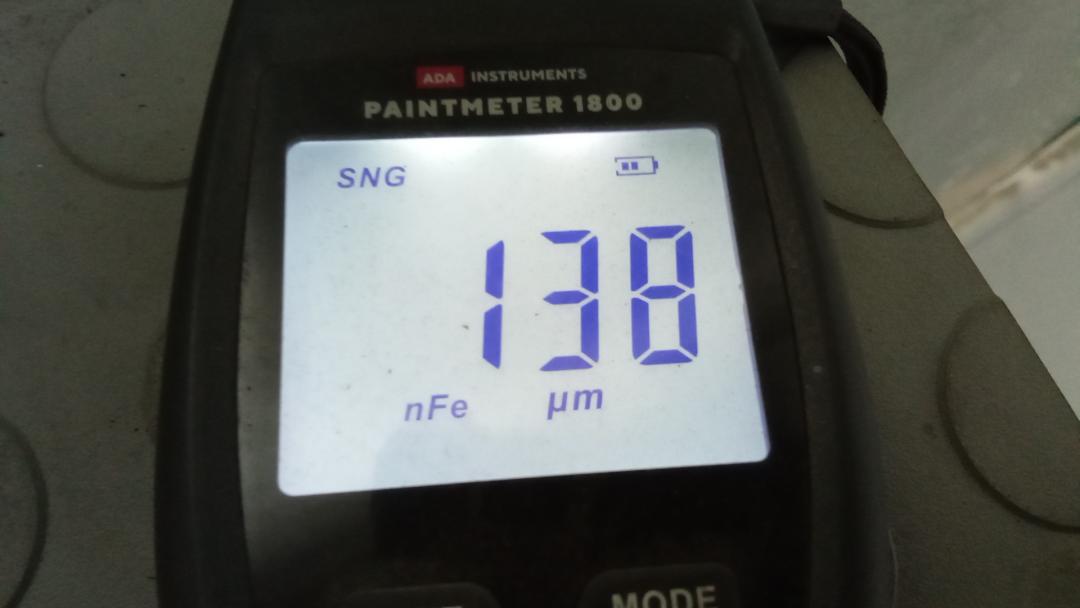 ADA INSTRUMENTS
PAINTMETER 1800
SNG
138
nFe µm
MODE